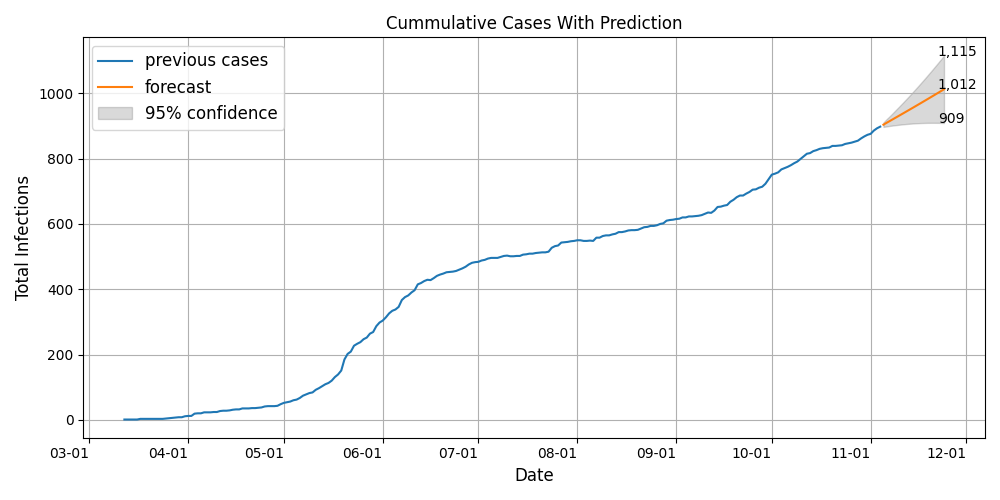 Cummulative Cases With Prediction
previous cases
forecast
95% confidence
1,115
1,012
909
Total Infections
1000
800
600
400
200
0
03-01 04-01 05-01 06-01 07-01 08-01 09-01 10-01 11-01 12-01
Date